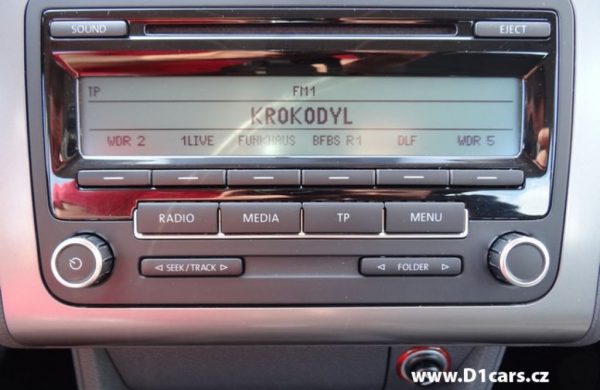 SOUND EJECT
TP FM1
KROKODYL
WDR 2 1LIVE FUNKHAUS BFBS R1 DLF WDR 5
RADIO MEDIA TP MENU
◁ SEEK/TRACK ▷ ◁ FOLDER ▷
www.D1cars.cz